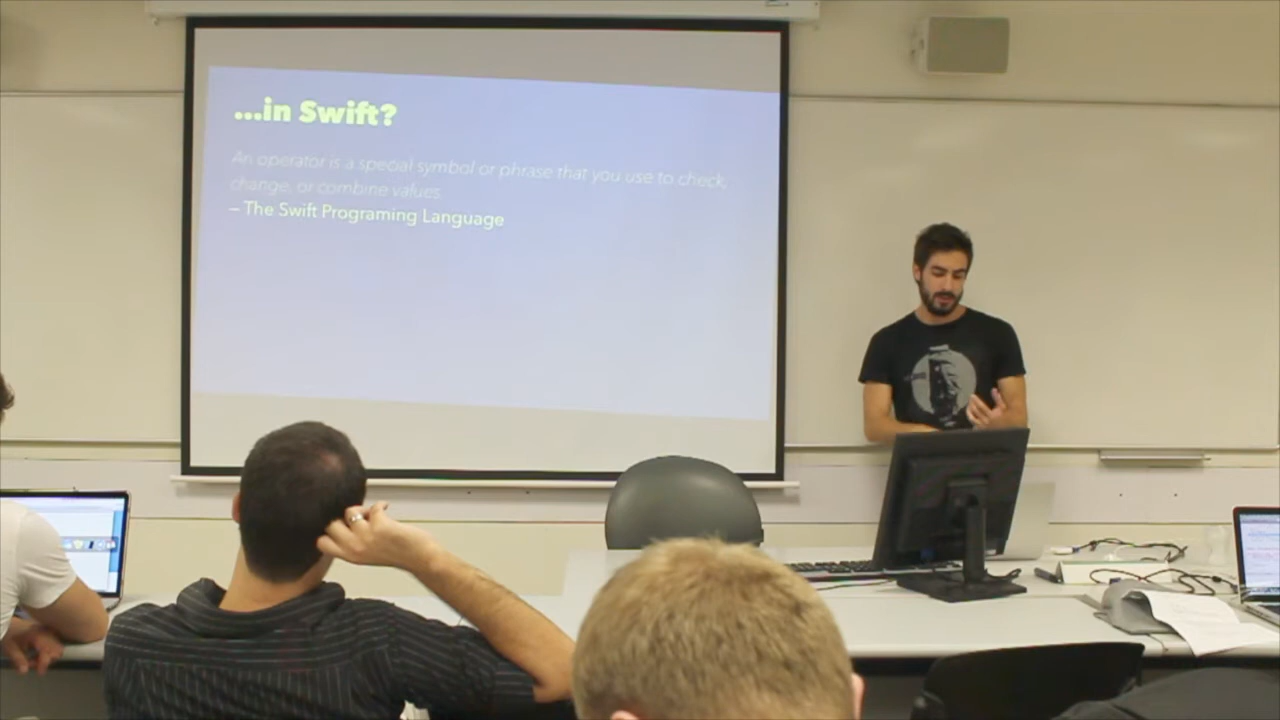 ...in Swift?
An operator is a special symbol or phrase that you use to check,
change, or combine values.
– The Swift Programing Language